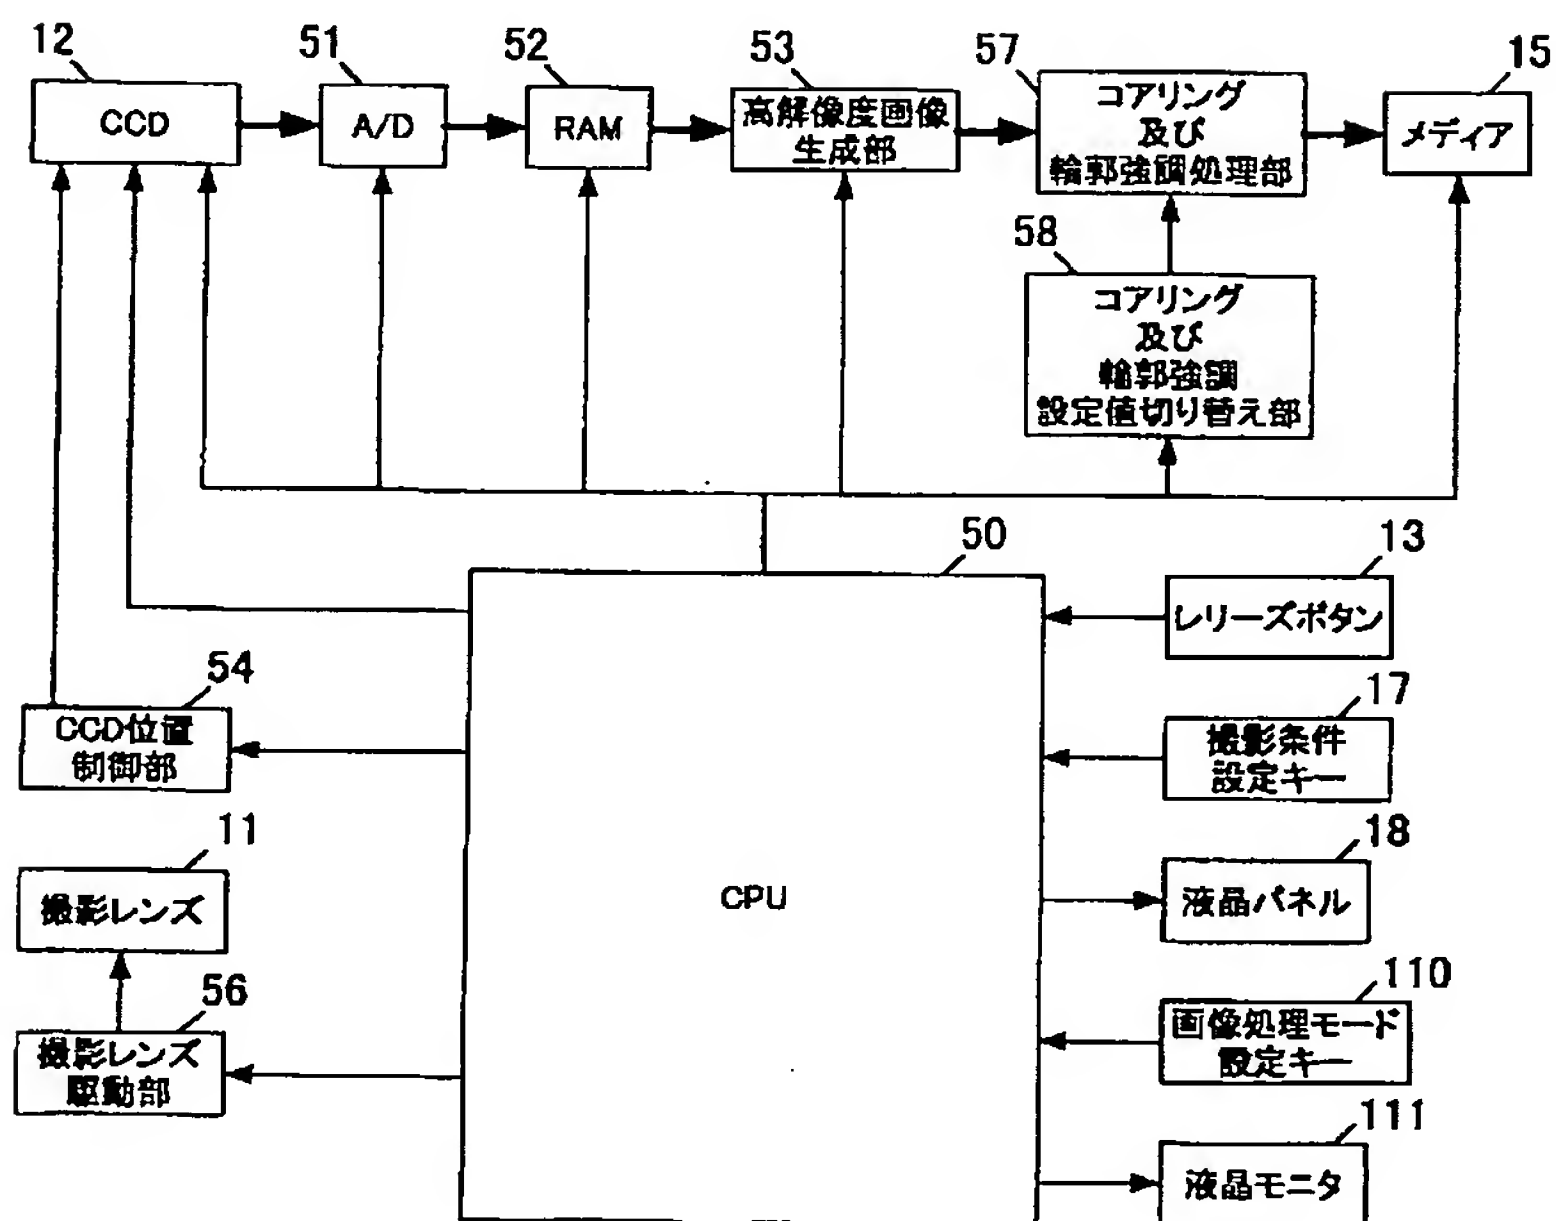 12
CCD
51
A/D
52
RAM
53
高解像度画像
生成部
57
コアリング
及び
輪郭強調処理部
15
メディア
58
コアリング
及び
輪郭強調
設定値切り替え部
50
CPU
13
レリーズボタン
54
CCD位置
制御部
17
撮影条件
設定キー
11
撮影レンズ
18
液晶パネル
56
撮影レンズ
駆動部
110
画像処理モード
設定キー
111
液晶モニタ